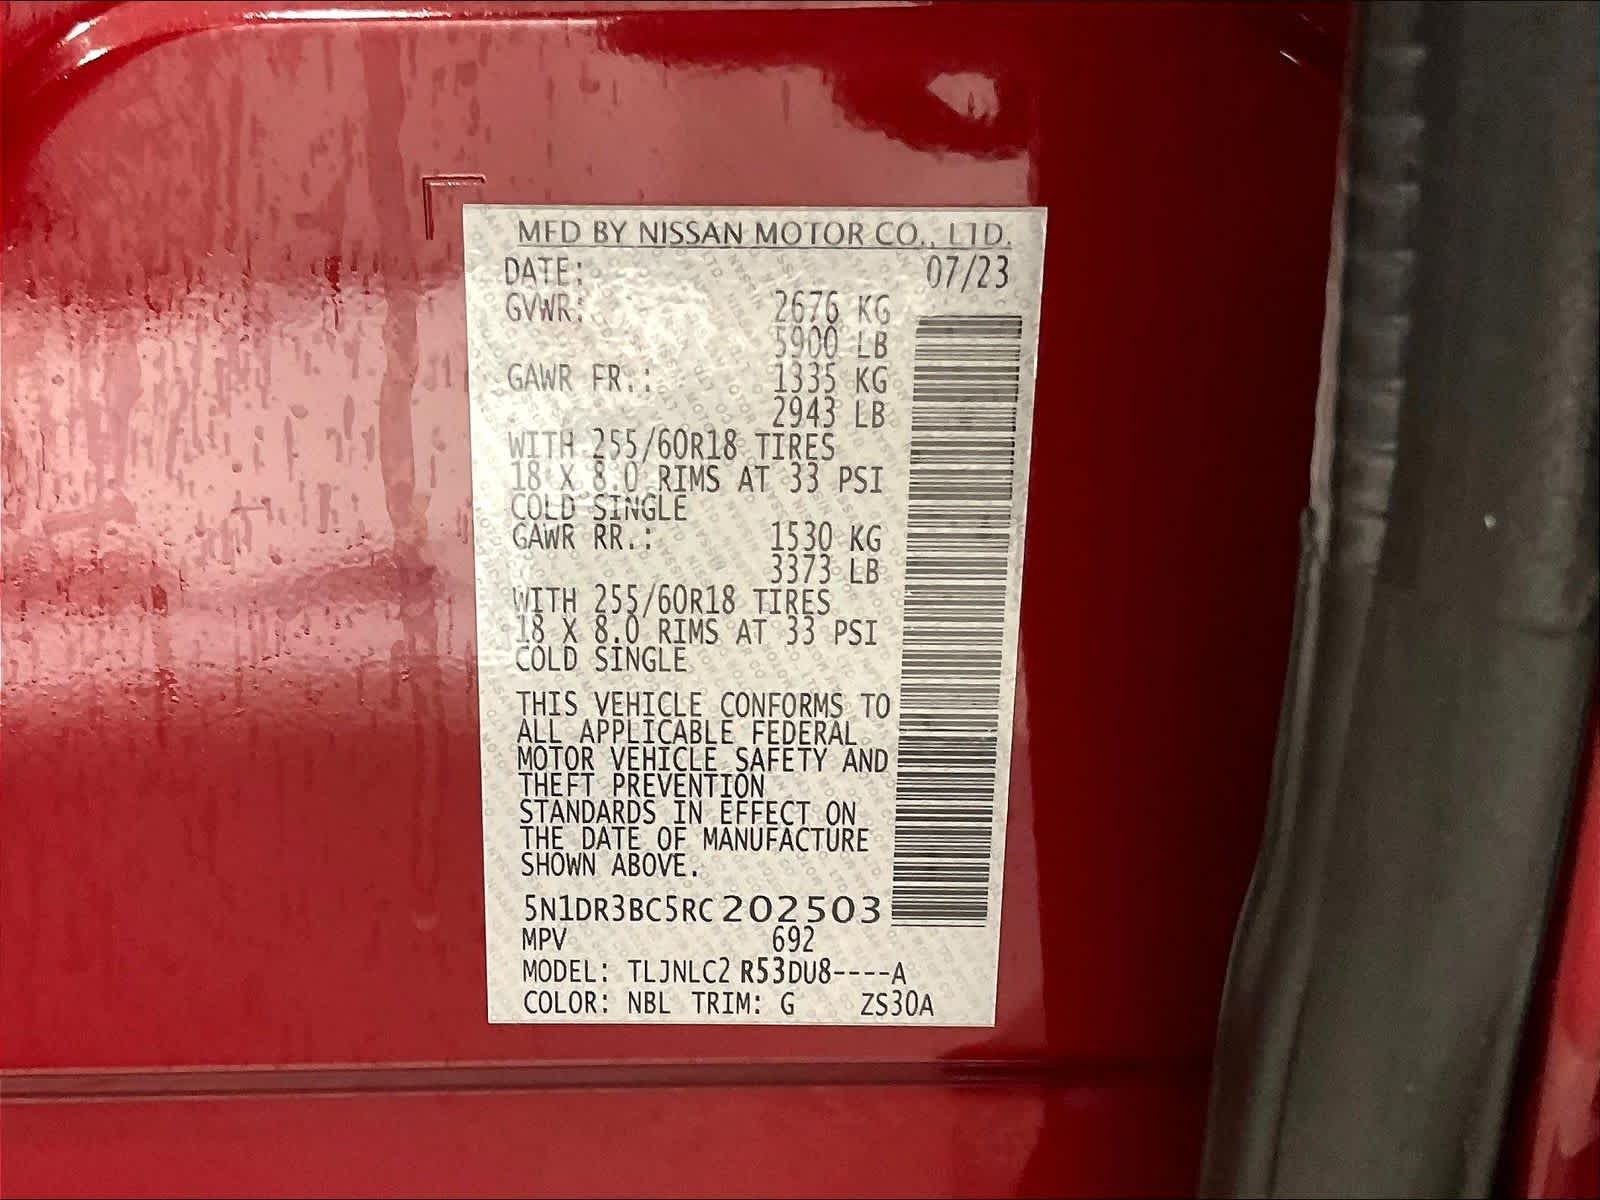 MFD BY NISSAN MOTOR CO., LTD.
DATE: 07/23
GVWR: 2676 KG
5900 LB
GAWR FR.: 1335 KG
2943 LB
WITH 255/60R18 TIRES
18 X 8.0 RIMS AT 33 PSI
COLD SINGLE
GAWR RR.: 1530 KG
3373 LB
WITH 255/60R18 TIRES
18 X 8.0 RIMS AT 33 PSI
COLD SINGLE
THIS VEHICLE CONFORMS TO
ALL APPLICABLE FEDERAL
MOTOR VEHICLE SAFETY AND
THEFT PREVENTION
STANDARDS IN EFFECT ON
THE DATE OF MANUFACTURE
SHOWN ABOVE.
5N1DR3BC5RC202503
MPV 692
MODEL: TLJNLC2 R53DU8----A
COLOR: NBL TRIM: G ZS30A